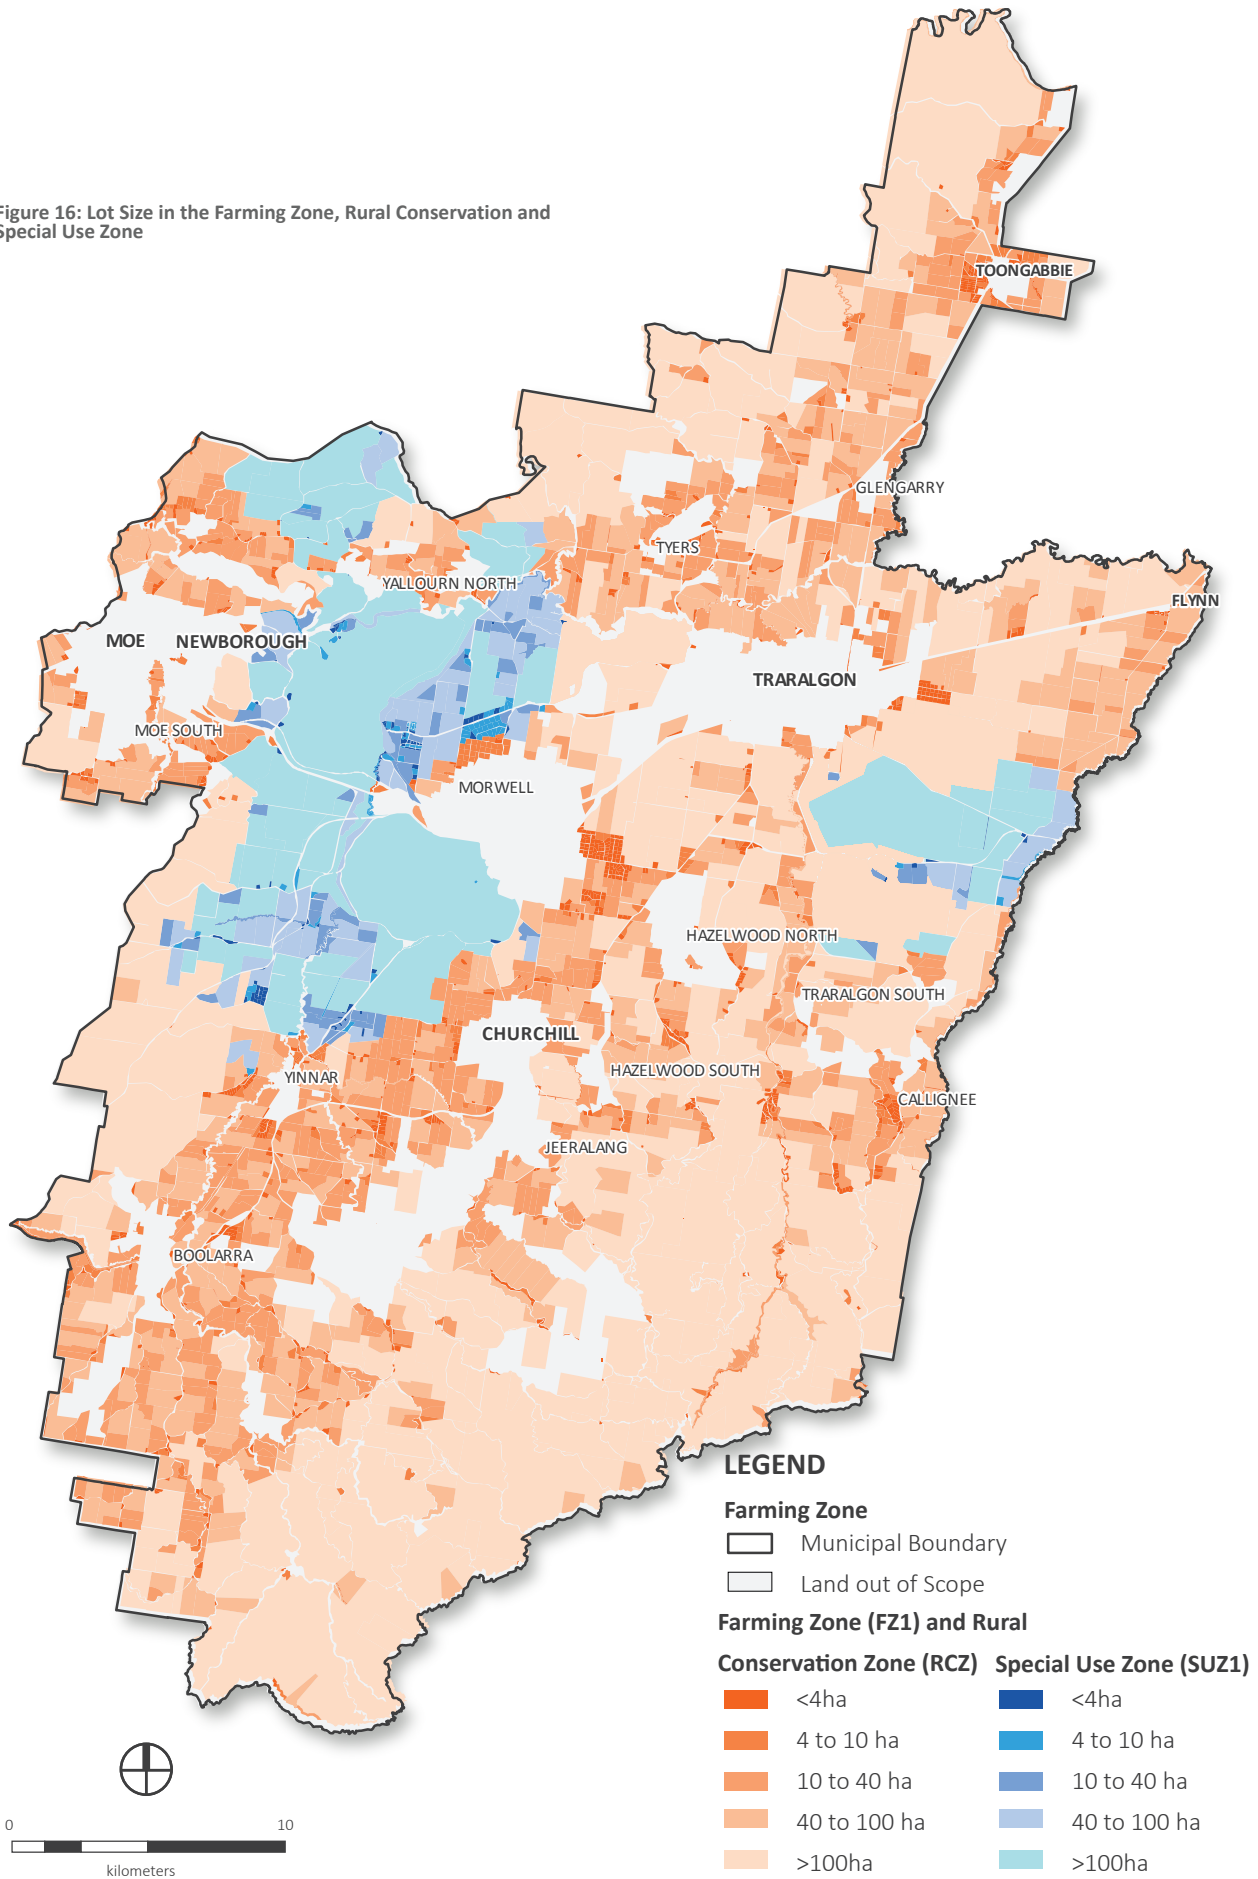 Figure 16: Lot Size in the Farming Zone, Rural Conservation and
Special Use Zone
TOONGABBIE
GLENGARRY
TYERS
YALLOURN NORTH
FLYNN
MOE
NEWBOROUGH
TRARALGON
MOE SOUTH
MORWELL
HAZELWOOD NORTH
TRARALGON SOUTH
CHURCHILL
HAZELWOOD SOUTH
YINNAR
CALLIGNEE
JEERALANG
BOOLARRA
LEGEND
Farming Zone
Municipal Boundary
Land out of Scope
Farming Zone (FZ1) and Rural
Conservation Zone (RCZ) Special Use Zone (SUZ1)
<4ha <4ha
4 to 10 ha 4 to 10 ha
10 to 40 ha 10 to 40 ha
40 to 100 ha 40 to 100 ha
>100ha >100ha
0 10
kilometers